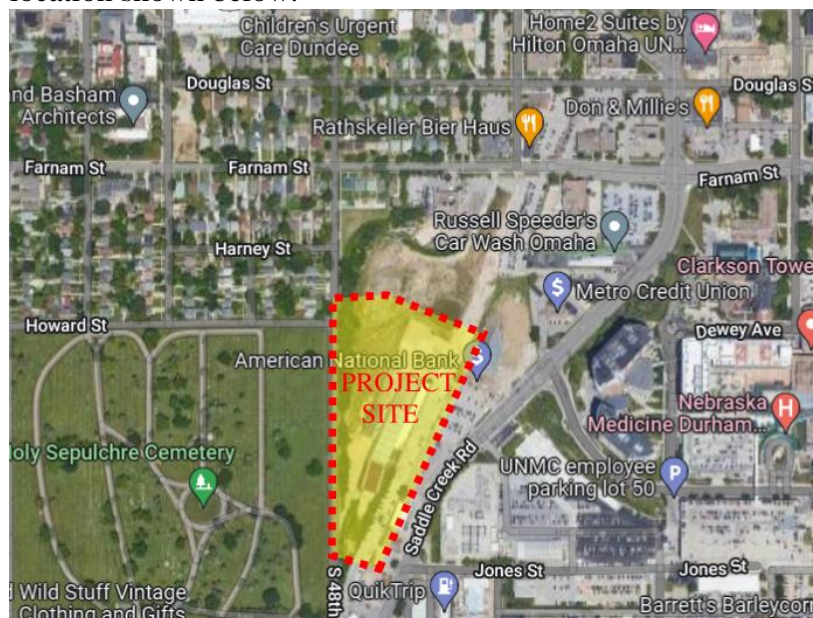 location shown below:
Children's Urgent
Care Dundee
Home2 Suites by
Hilton Omaha UN...
Douglas St
Douglas S
nd Basham
Architects
Don & Millie's
Rathskeller Bier Haus
Farnam St
Farnam St
Farnam St
Russell Speeder's
Car Wash Omaha
Harney St
Clarkson Towe
Metro Credit Union
Howard St
Dewey Ave
American National Bank
PROJECT
SITE
Nebraska
Medicine Durham...
Holy Sepulchre Cemetery
UNMC employee
parking lot 50
Saddle Creek Rd
S 48th
Jones St
Jones St
d Wild Stuff Vintage
Clothing and Gifts
QuikTrip
Barrett's Barleycor